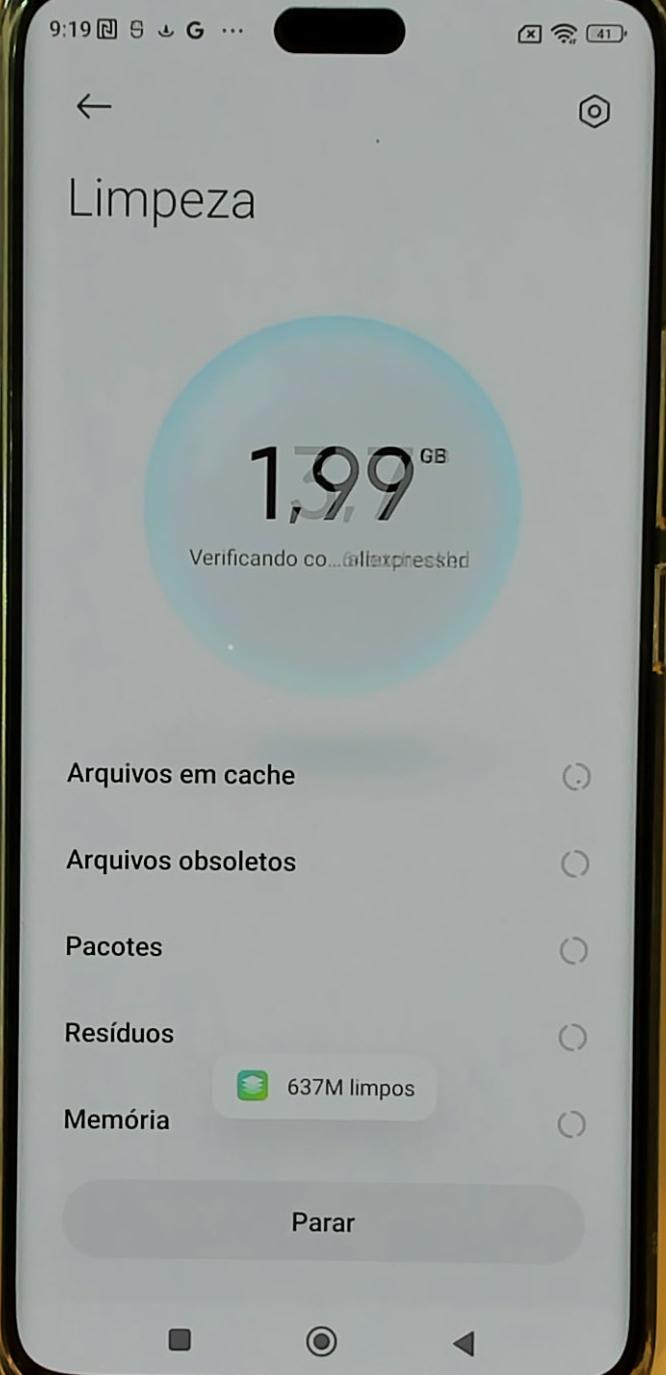 9:19 G ... 41
Limpeza
1,99 GB
Verificando co...
Arquivos em cache
Arquivos obsoletos
Pacotes
Resíduos
637M limpos
Memória
Parar